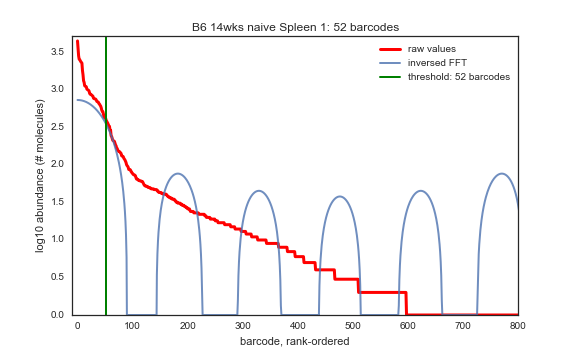 B6 14wks naive Spleen 1: 52 barcodes
raw values
inversed FFT
threshold: 52 barcodes
log10 abundance (# molecules)
3.5
3.0
2.5
2.0
1.5
1.0
0.5
0.0
0 100 200 300 400 500 600 700 800
barcode, rank-ordered